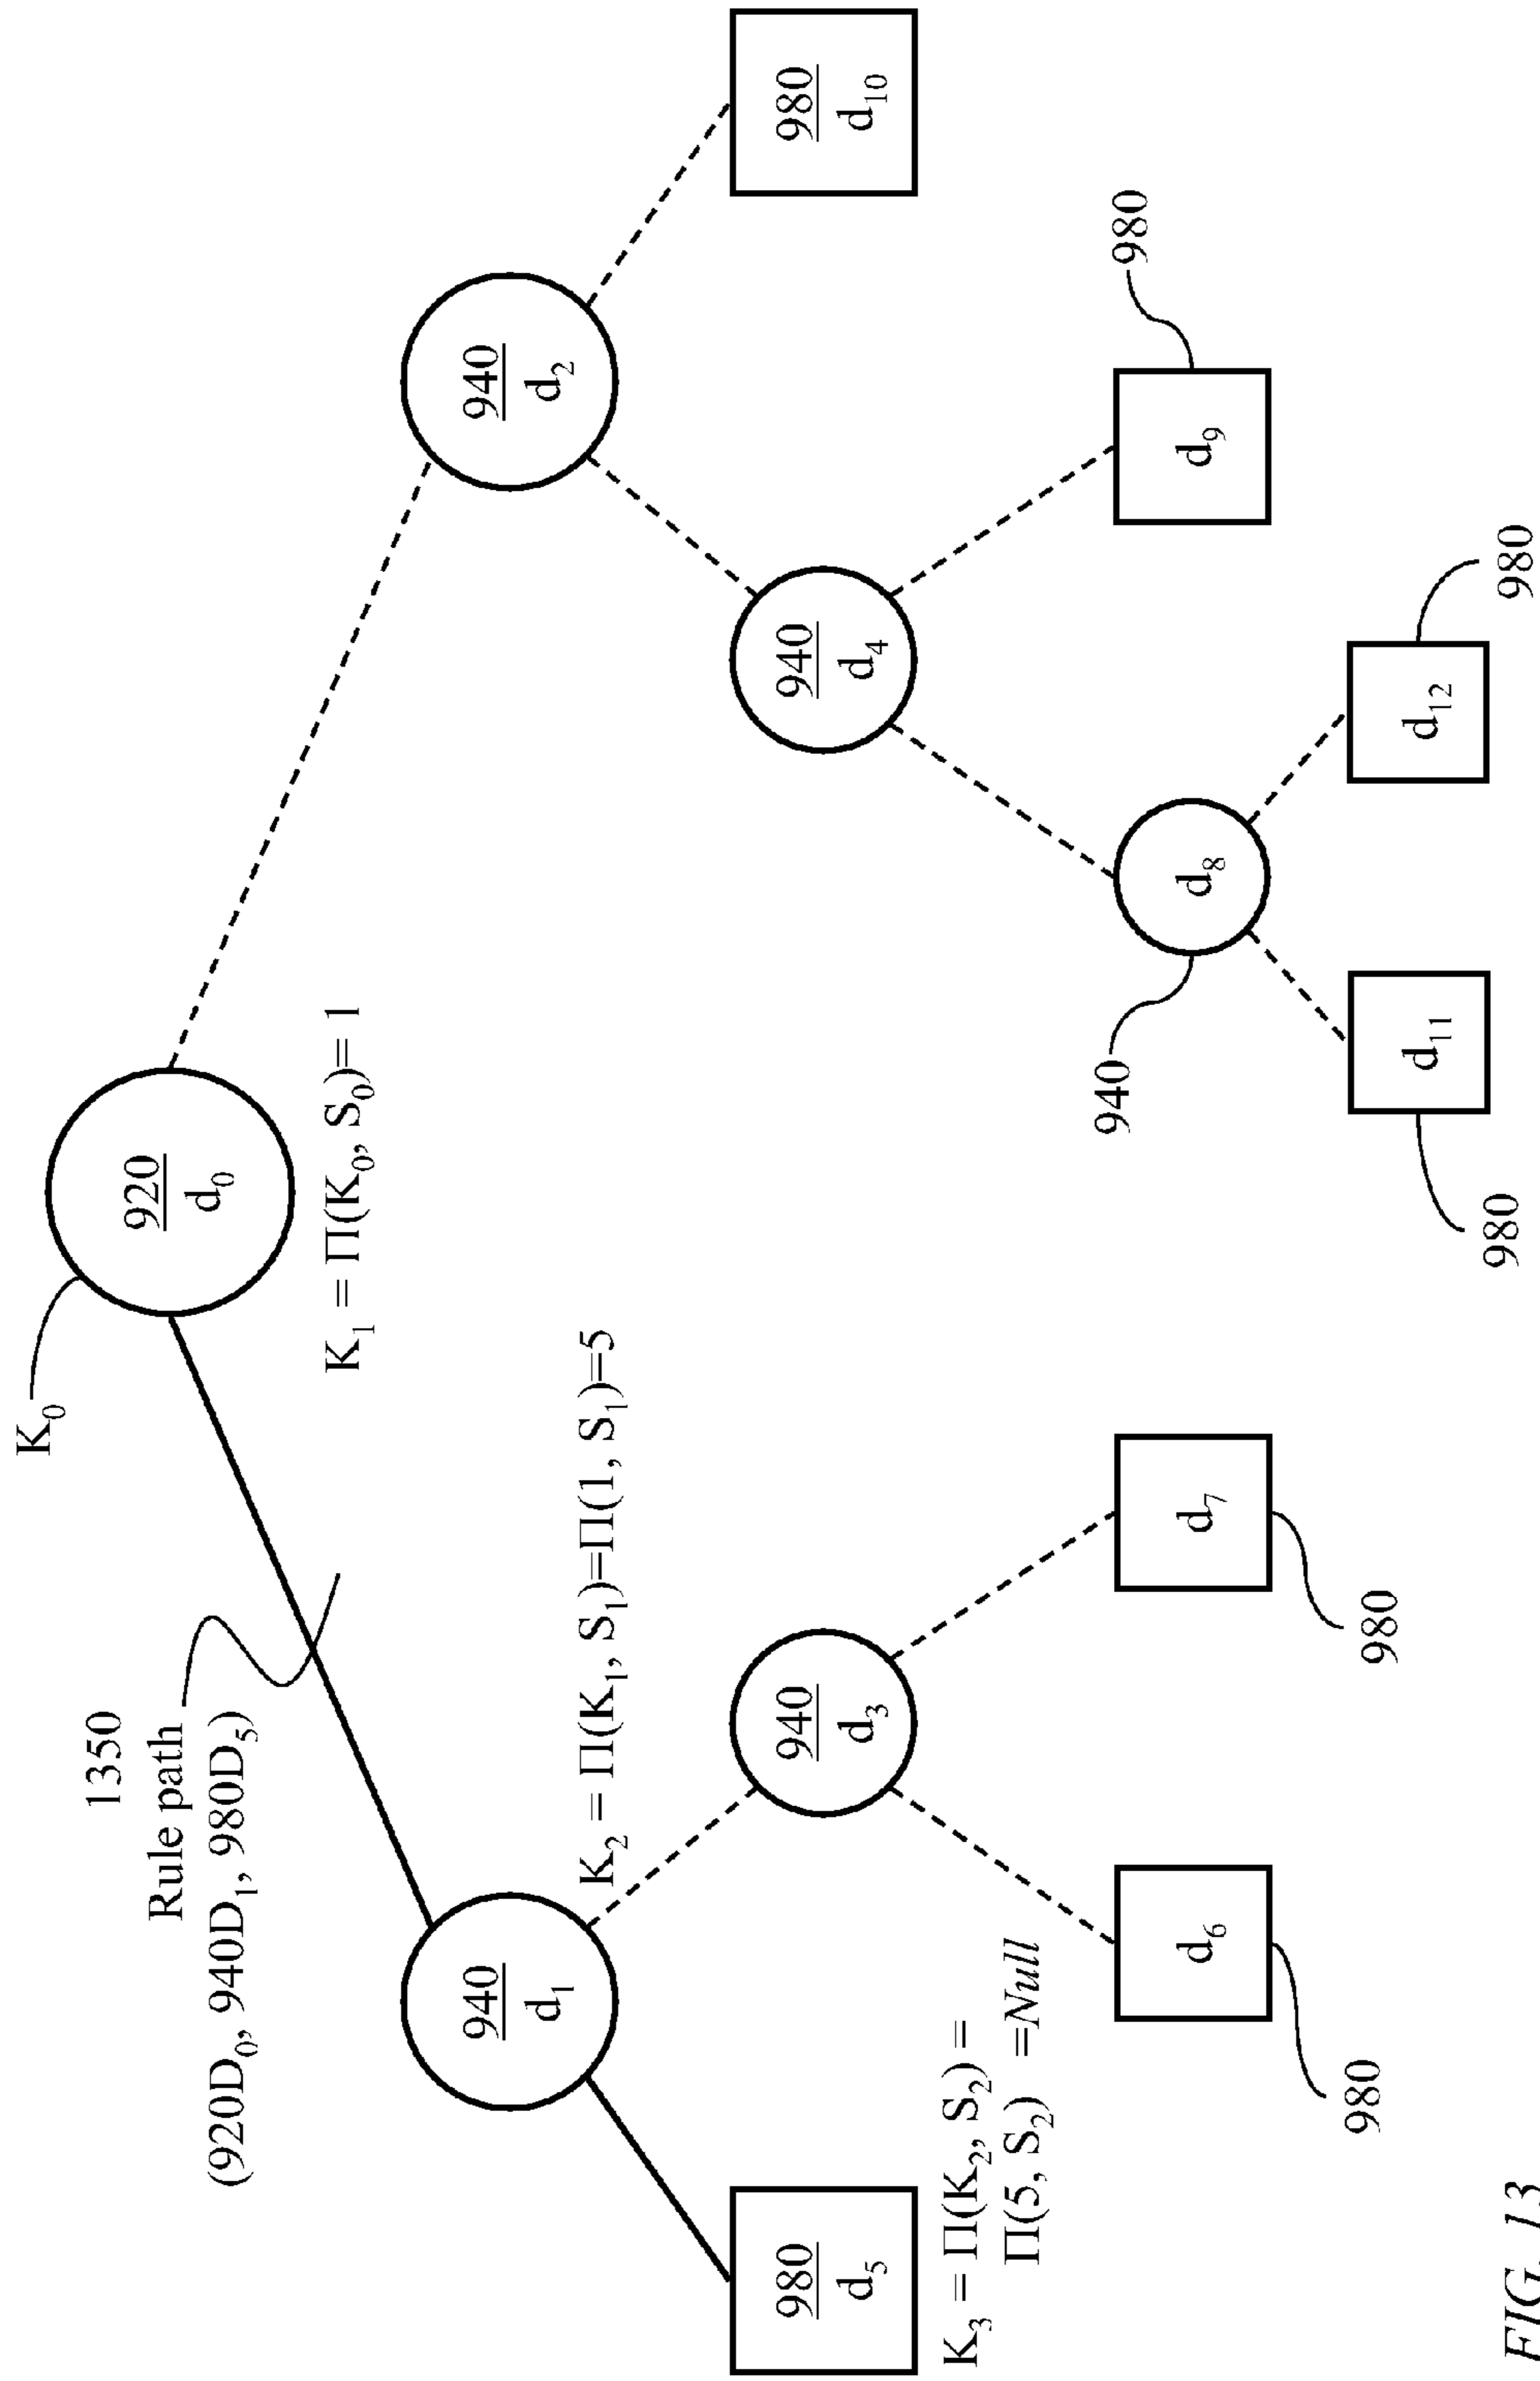 K₀
1350
Rule path
(920D₀, 940D₁, 980D₅)
920
d₀
K₁ = Π(K₀, S₀)= 1
940
d₁
940
d₂
K₂ = Π(K₁, S₁)=Π(1, S₁)=5
980
d₅
940
d₃
940
d₄
980
d₁₀
K₃ = Π(K₂, S₂) =
Π(5, S₂) =Null
d₆
980
d₇
980
940
d₈
d₉
980
d₁₁
980
d₁₂
980
FIG. 13